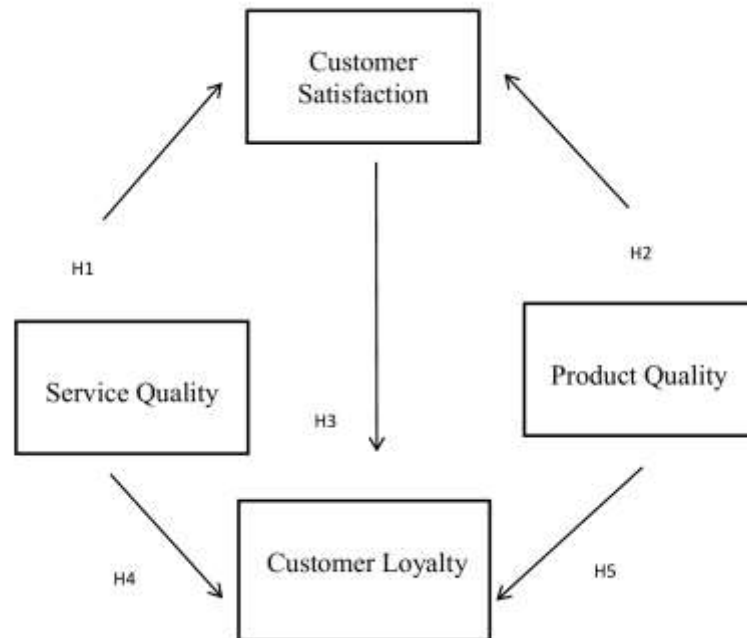 Customer
Satisfaction
H1
H2
Service Quality
Product Quality
H3
Customer Loyalty
H4
H5